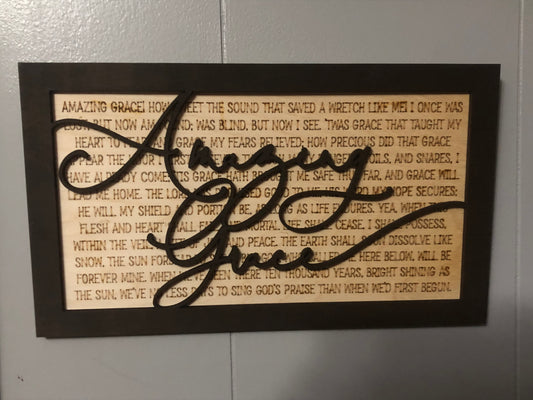 AMAZING GRACE! HOW SWEET THE SOUND THAT SAVED A WRETCH LIKE ME! I ONCE WAS
LOST, BUT NOW AM FOUND; WAS BLIND, BUT NOW I SEE. 'TWAS GRACE THAT TAUGHT MY
HEART TO FEAR, AND GRACE MY FEARS RELIEVED; HOW PRECIOUS DID THAT GRACE
APPEAR THE HOUR I FIRST DANGERS, TOILS, AND SNARES, I
HAVE ALREADY COME; 'TIS GRACE HATH BROUGHT ME SAFE THUS FAR, AND GRACE WILL
LEAD ME HOME. THE LORD HAS PROMISED GOOD TO ME, HIS WORD MY HOPE SECURES;
HE WILL MY SHIELD AND PORTION BE, AS LONG AS LIFE ENDURES. YEA, WHEN THIS
FLESH AND HEART SHALL FAIL, AND MORTAL LIFE SHALL CEASE, I SHALL POSSESS,
WITHIN THE VEIL, A LIFE OF JOY AND PEACE. THE EARTH SHALL SOON DISSOLVE LIKE
SNOW, THE SUN FORBEAR CALLED ME HERE BELOW, WILL BE
FOREVER MINE. WHEN WE'VE BEEN THERE TEN THOUSAND YEARS, BRIGHT SHINING AS
THE SUN, WE'VE NO LESS DAYS TO SING GOD'S PRAISE THAN WHEN WE'D FIRST BEGUN.
Amazing
Grace